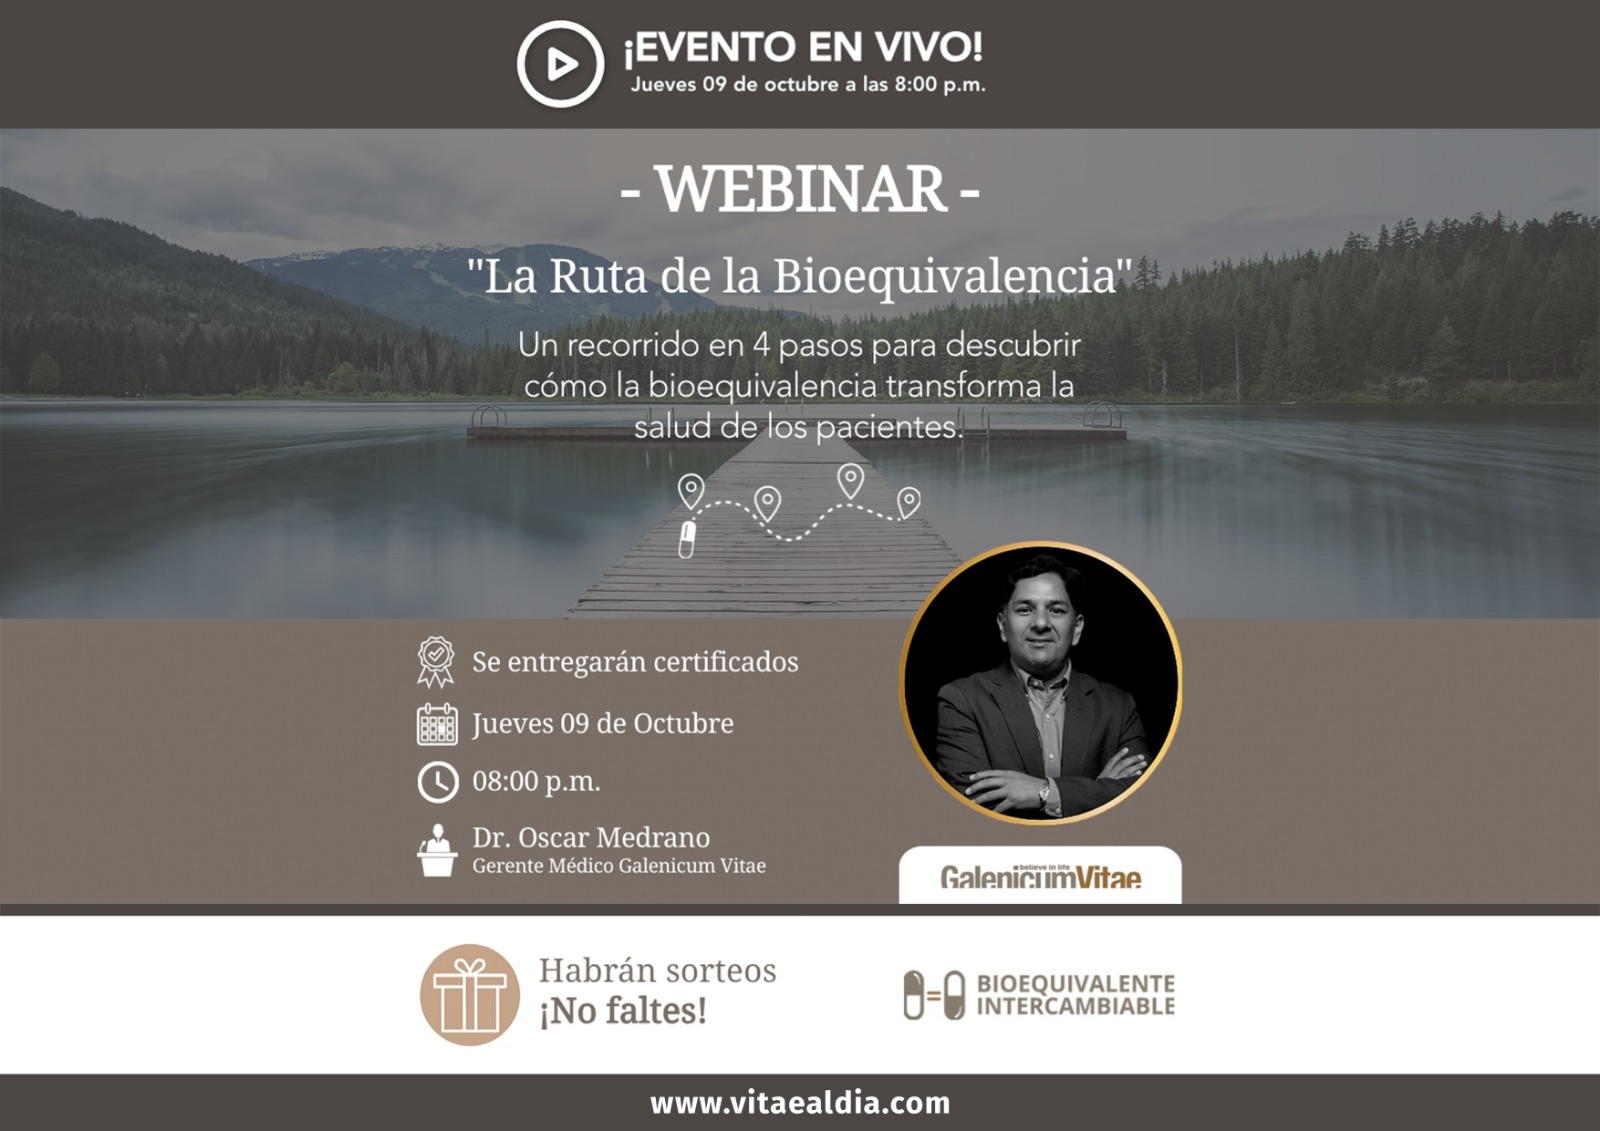 ¡EVENTO EN VIVO!
Jueves 09 de octubre a las 8:00 p.m.
- WEBINAR -
"La Ruta de la Bioequivalencia"
Un recorrido en 4 pasos para descubrir
cómo la bioequivalencia transforma la
salud de los pacientes.
Se entregarán certificados
Jueves 09 de Octubre
08:00 p.m.
Dr. Oscar Medrano
Gerente Médico Galenicum Vitae
believe in life
GalenicumVitae
Habrán sorteos
¡No faltes!
BIOEQUIVALENTE
INTERCAMBIABLE
www.vitaealdia.com